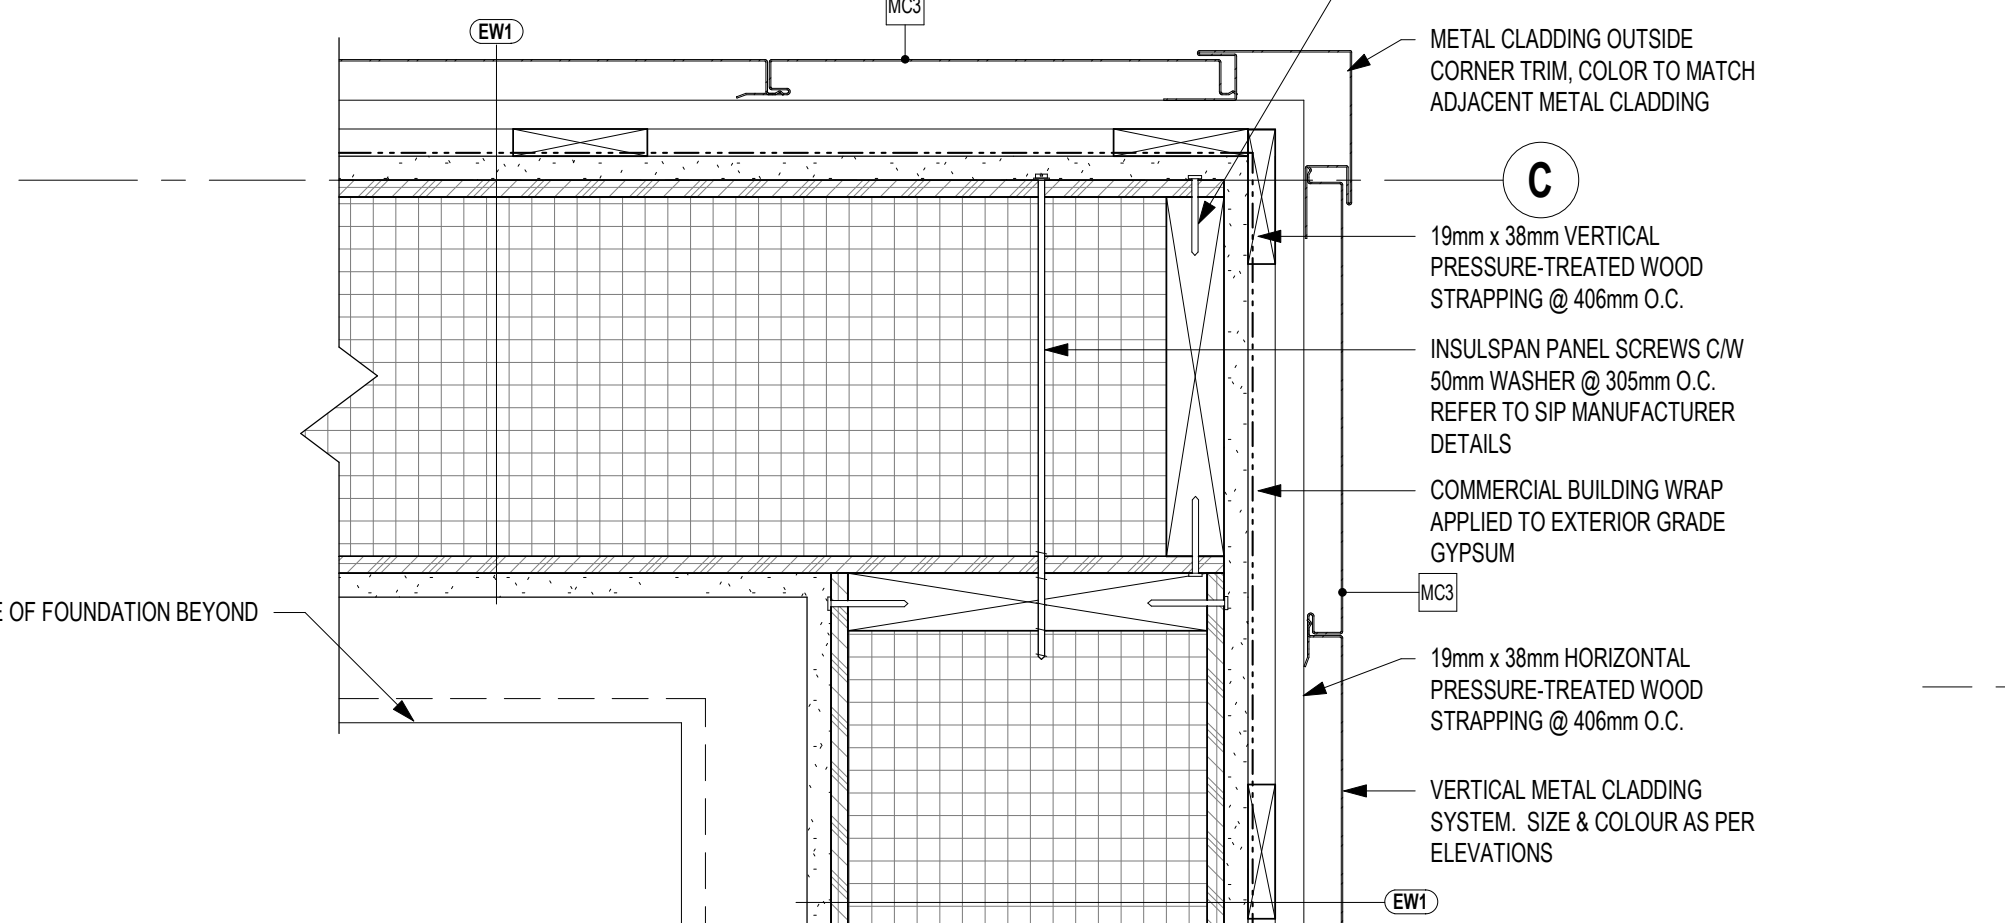 MC3
EW1
METAL CLADDING OUTSIDE
CORNER TRIM, COLOR TO MATCH
ADJACENT METAL CLADDING
C
19mm x 38mm VERTICAL
PRESSURE-TREATED WOOD
STRAPPING @ 406mm O.C.
INSULSPAN PANEL SCREWS C/W
50mm WASHER @ 305mm O.C.
REFER TO SIP MANUFACTURER
DETAILS
COMMERCIAL BUILDING WRAP
APPLIED TO EXTERIOR GRADE
GYPSUM
MC3
OF FOUNDATION BEYOND
19mm x 38mm HORIZONTAL
PRESSURE-TREATED WOOD
STRAPPING @ 406mm O.C.
VERTICAL METAL CLADDING
SYSTEM. SIZE & COLOUR AS PER
ELEVATIONS
EW1